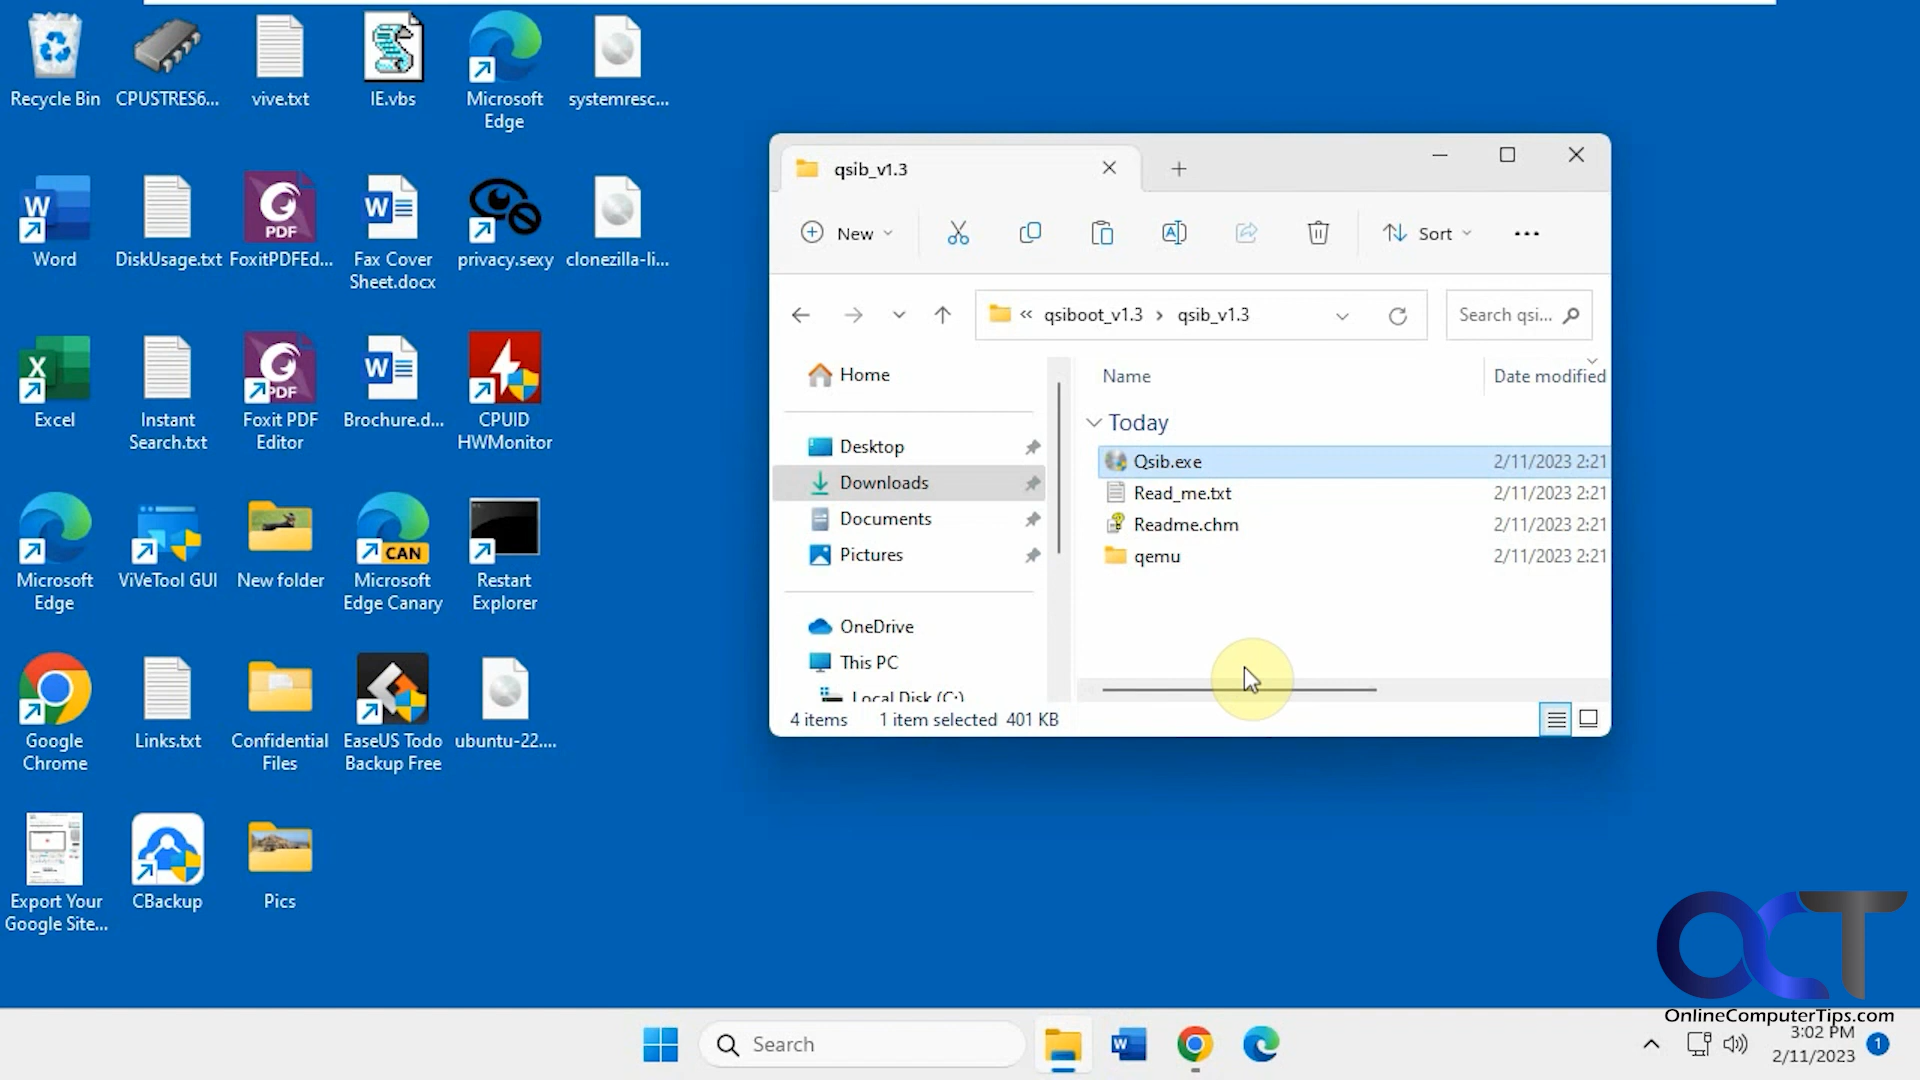 Recycle Bin
CPUSTRES6...
vive.txt
IE.vbs
Microsoft
Edge
systemresc...
W
Word
DiskUsage.txt
PDF
FoxitPDFEd...
W
Fax Cover
Sheet.docx
privacy.sexy
clonezilla-li...
X
Excel
Instant
Search.txt
PDF
Foxit PDF
Editor
W
Brochure.d...
CPUID
HWMonitor
Microsoft
Edge
ViVeTool GUI
New folder
CAN
Microsoft
Edge Canary
Restart
Explorer
Google
Chrome
Links.txt
Confidential
Files
EaseUS Todo
Backup Free
ubuntu-22....
Export Your
Google Site...
CBackup
Pics
qsib_v1.3
New
Sort
« qsiboot_v1.3 › qsib_v1.3
Search qsi...
Home
Desktop
Downloads
Documents
Pictures
OneDrive
This PC
Local Disk (C:)
Name
Date modified
Today
Qsib.exe 2/11/2023 2:21
Read_me.txt 2/11/2023 2:21
Readme.chm 2/11/2023 2:21
qemu 2/11/2023 2:21
4 items 1 item selected 401 KB
OCT
OnlineComputerTips.com
Search
W
3:02 PM
2/11/2023
1